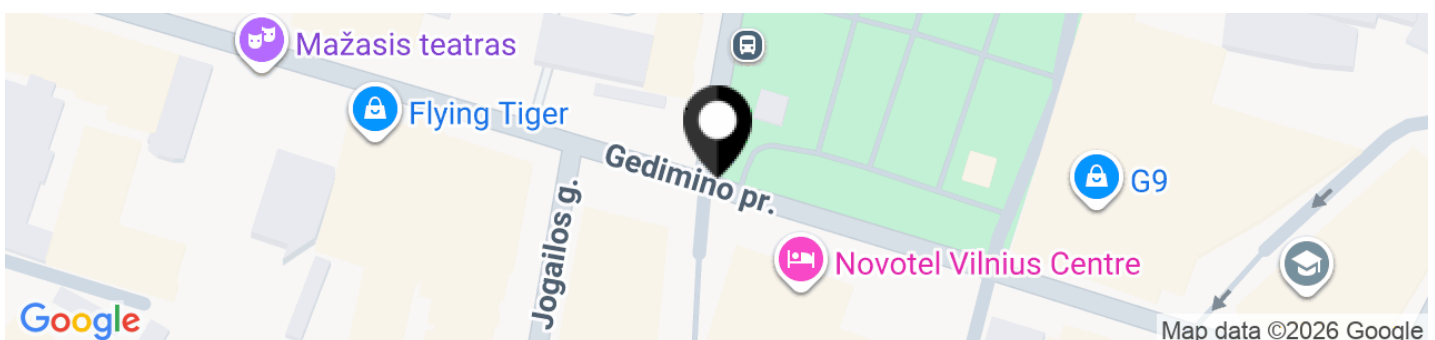 Mažasis teatras
Flying Tiger
Gedimino pr.
G9
Jogailos g.
Novotel Vilnius Centre
Google
Map data ©2026 Google